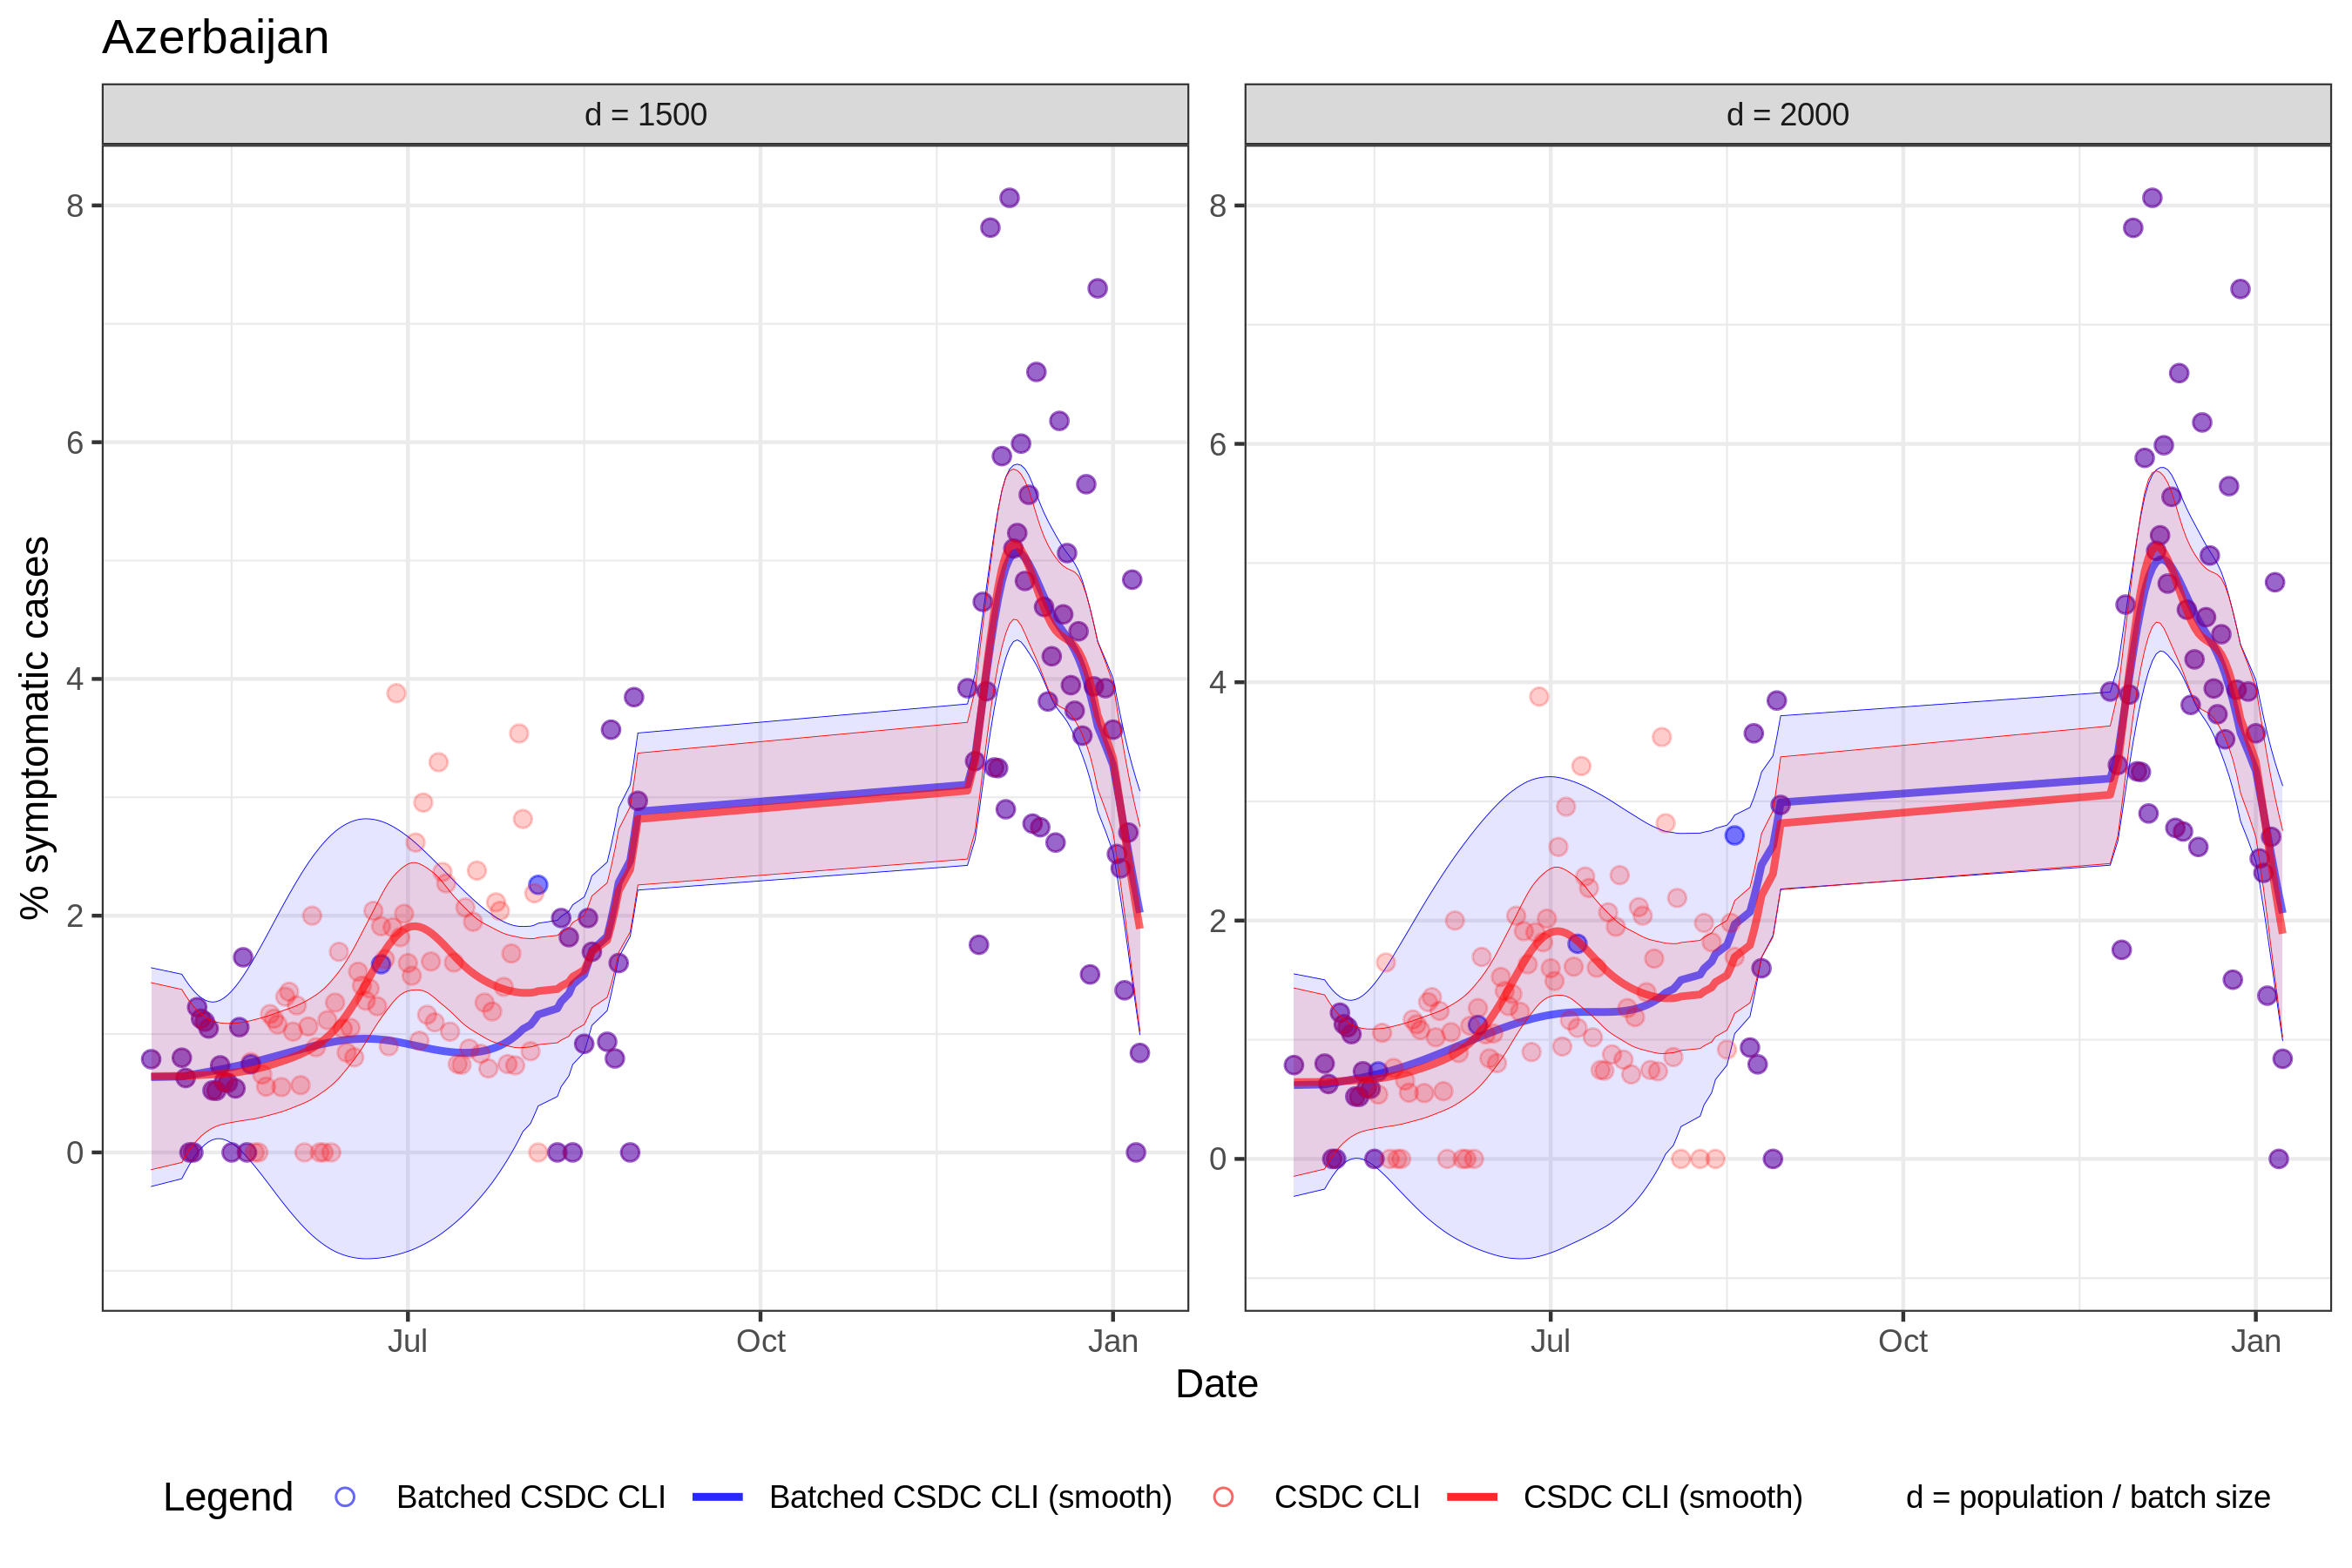 Azerbaijan
d = 1500
d = 2000
% symptomatic cases
8
6
4
2
0
8
6
4
2
0
Jul
Oct
Jan
Jul
Oct
Jan
Date
Legend
Batched CSDC CLI
Batched CSDC CLI (smooth)
CSDC CLI
CSDC CLI (smooth)
d = population / batch size